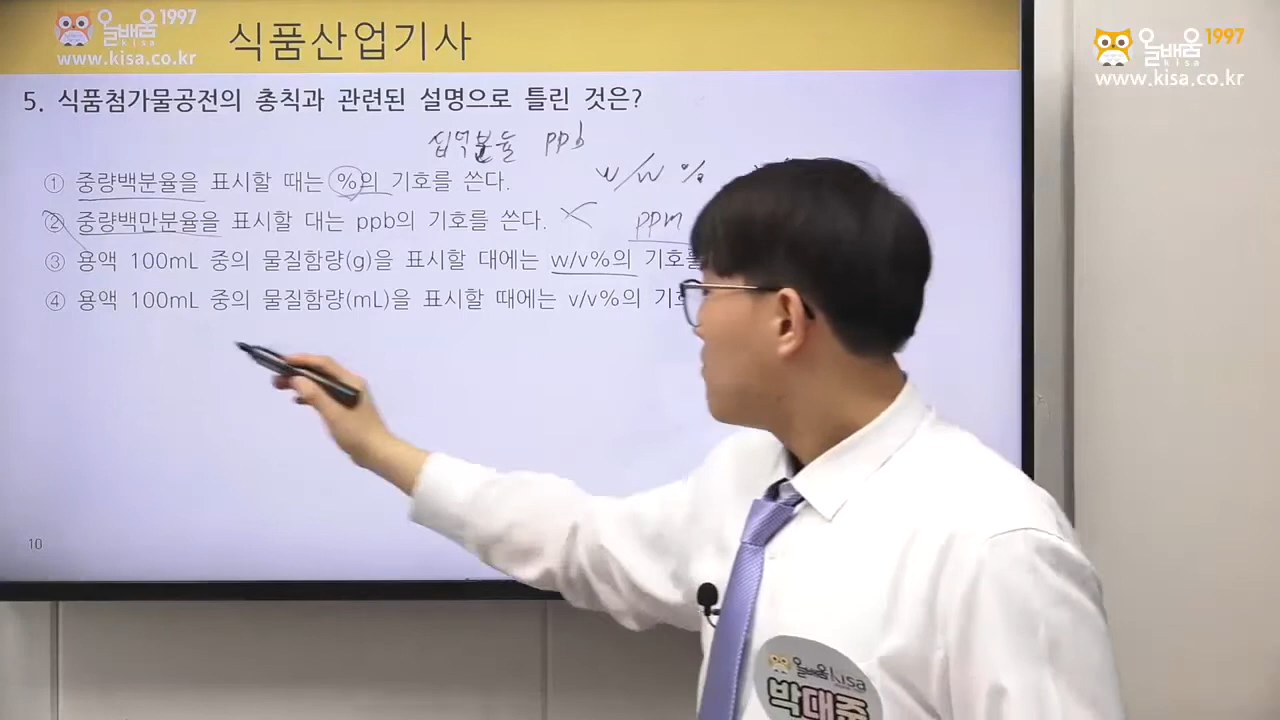 올배움 1997
kisa
www.kisa.co.kr
식품산업기사
올배움 1997
kisa
www.kisa.co.kr
5. 식품첨가물공전의 총칙과 관련된 설명으로 틀린 것은?
십억분율 ppb
① 중량백분율을 표시할 때는 %의 기호를 쓴다.
w/w %
② 중량백만분율을 표시할 대는 ppb의 기호를 쓴다.
ppm
③ 용액 100mL 중의 물질함량(g)을 표시할 대에는 w/v%의 기호를
④ 용액 100mL 중의 물질함량(mL)을 표시할 때에는 v/v%의 기호
10
올배움 kisa
박대준